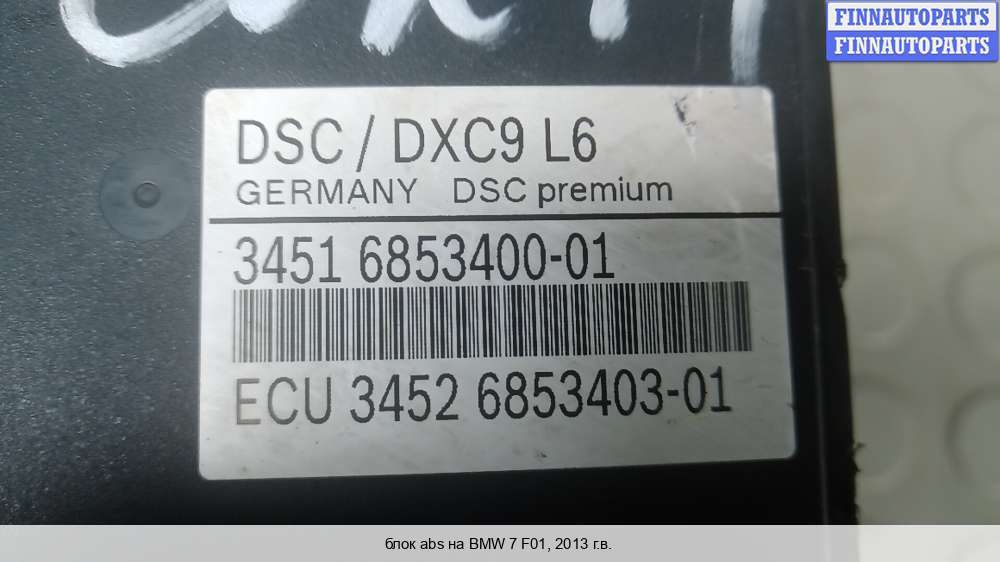 FINNAUTOPARTS
FINNAUTOPARTS
DSC / DXC9 L6
GERMANY DSC premium
3451 6853400-01
ECU 3452 6853403-01
блок abs на BMW 7 F01, 2013 г.в.